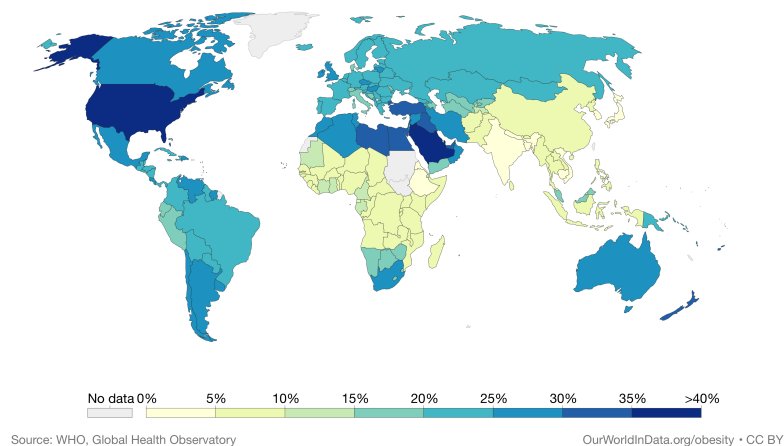 No data 0% 5% 10% 15% 20% 25% 30% 35% >40%
Source: WHO, Global Health Observatory OurWorldInData.org/obesity • CC BY